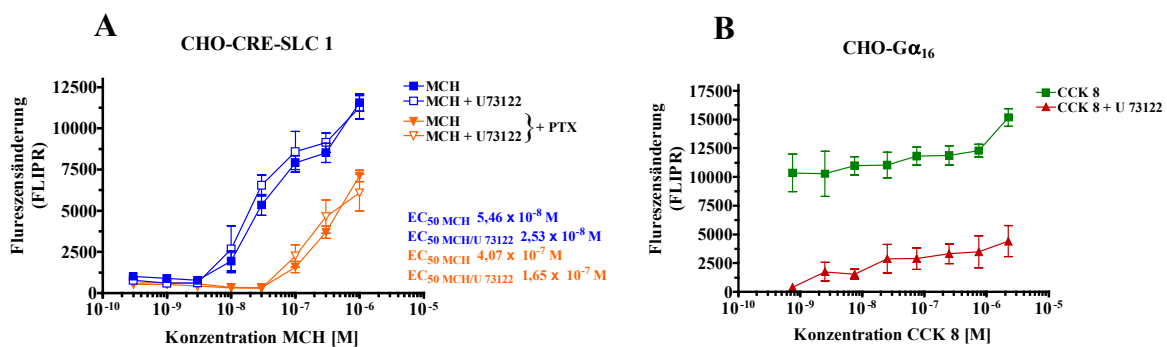 A
CHO-CRE-SLC 1
MCH
MCH + U73122
MCH
MCH + U73122
} + PTX
Flureszensänderung
(FLIPR)
12500
10000
7500
5000
2500
0
EC50 MCH 5,46 x 10-8 M
EC50 MCH/U 73122 2,53 x 10-8 M
EC50 MCH 4,07 x 10-7 M
EC50 MCH/U 73122 1,65 x 10-7 M
10-10 10-9 10-8 10-7 10-6 10-5
Konzentration MCH [M]
B
CHO-Gα16
CCK 8
CCK 8 + U 73122
Flureszensänderung
(FLIPR)
17500
15000
12500
10000
7500
5000
2500
0
10-10 10-9 10-8 10-7 10-6 10-5
Konzentration CCK 8 [M]